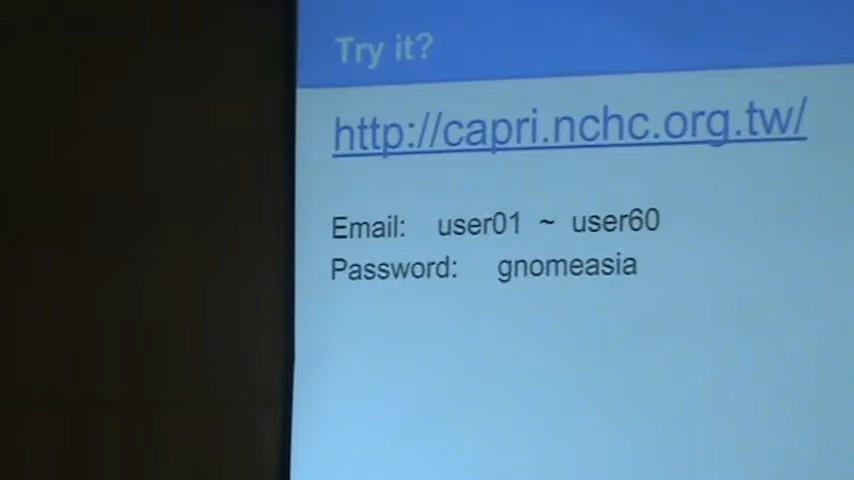 Try it?
http://capri.nchc.org.tw/
Email: user01 ~ user60
Password: gnomeasia